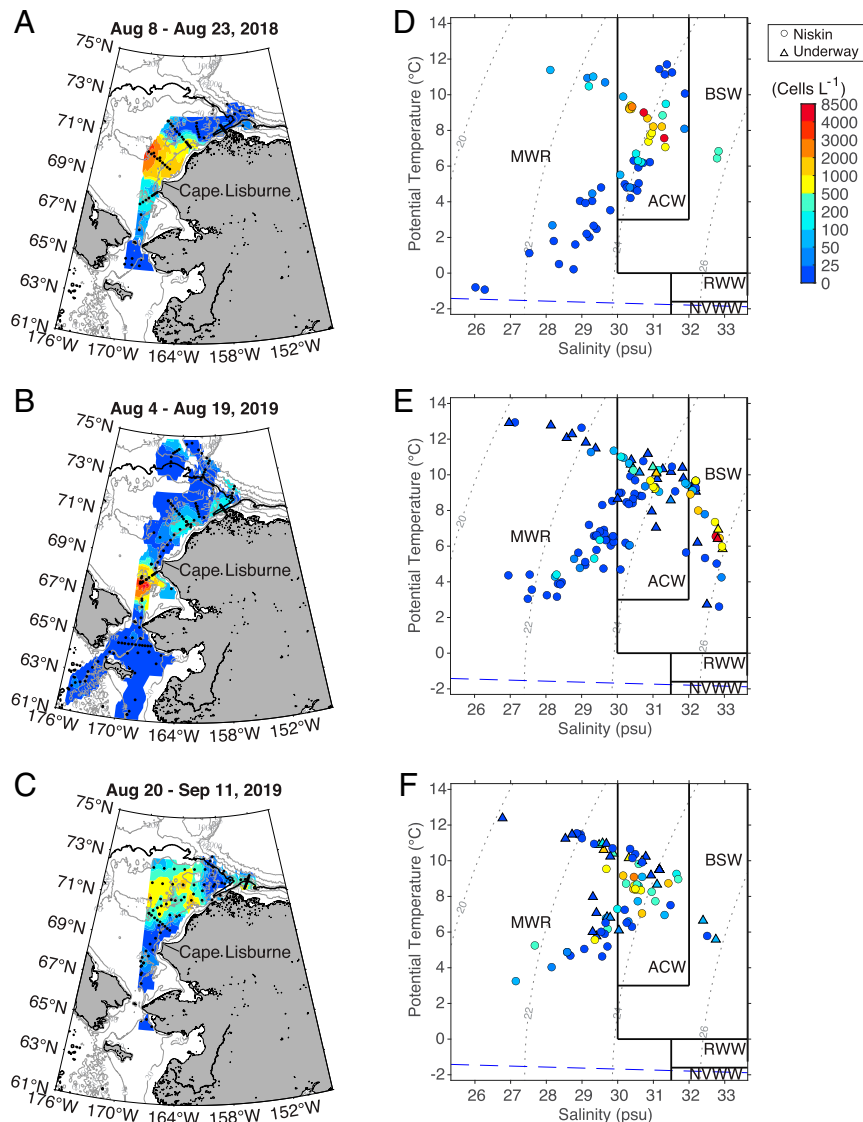 A
Aug 8 - Aug 23, 2018
75°N
73°N
71°N
69°N
67°N
65°N
63°N
61°N
176°W
170°W
164°W
158°W
152°W
Cape Lisburne
D
14
12
10
8
6
4
2
0
-2
Potential Temperature (°C)
26 27 28 29 30 31 32 33
Salinity (psu)
20
22
24
26
MWR
ACW
BSW
RWW
NVWW
Niskin
Underway
(Cells L-1)
8500
4000
3000
2000
1000
500
200
100
50
25
0
B
Aug 4 - Aug 19, 2019
75°N
73°N
71°N
69°N
67°N
65°N
63°N
61°N
176°W
170°W
164°W
158°W
152°W
Cape Lisburne
E
14
12
10
8
6
4
2
0
-2
Potential Temperature (°C)
26 27 28 29 30 31 32 33
Salinity (psu)
20
22
24
26
MWR
ACW
BSW
RWW
NVWW
C
Aug 20 - Sep 11, 2019
75°N
73°N
71°N
69°N
67°N
65°N
63°N
61°N
176°W
170°W
164°W
158°W
152°W
Cape Lisburne
F
14
12
10
8
6
4
2
0
-2
Potential Temperature (°C)
26 27 28 29 30 31 32 33
Salinity (psu)
20
22
24
26
MWR
ACW
BSW
RWW
NVWW